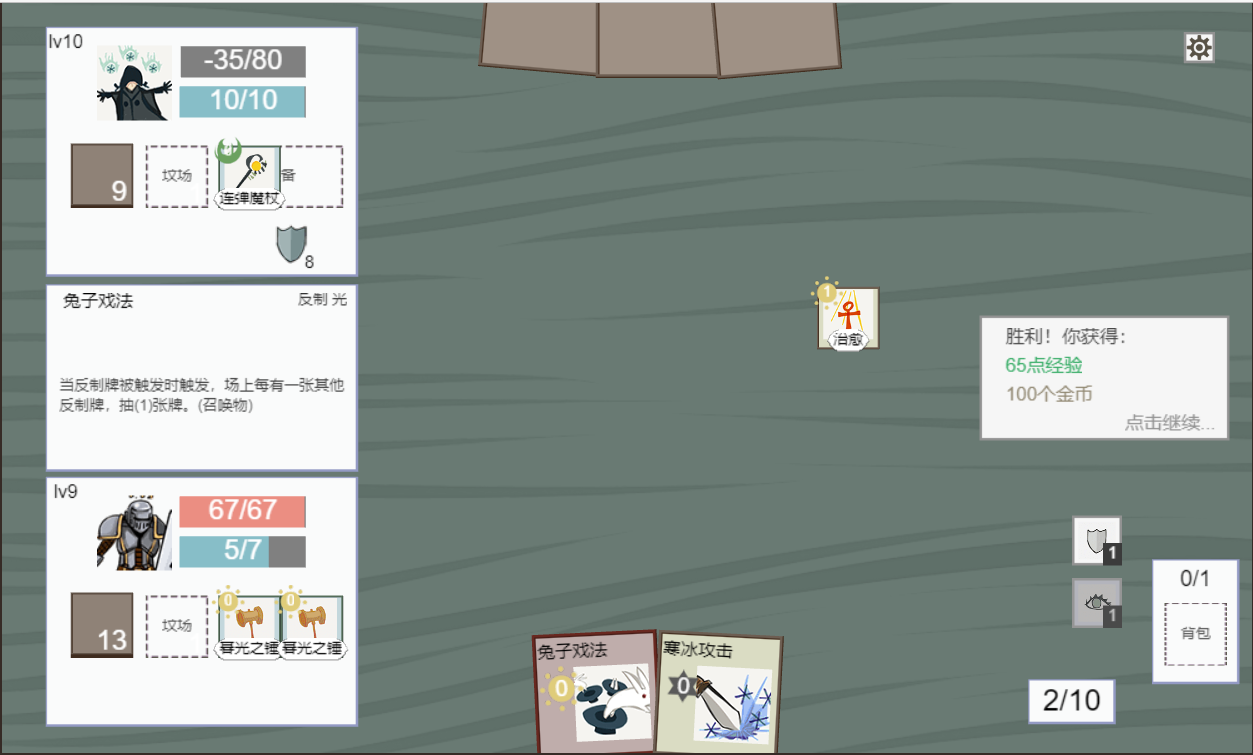 lv10
-35/80
10/10
9
坟场
备
连弹魔杖
8
兔子戏法
反制 光
当反制牌被触发时触发，场上每有一张其他
反制牌，抽(1)张牌。(召唤物)
lv9
67/67
5/7
13
坟场
0
0
暮光之锤
暮光之锤
1
治愈
胜利！你获得：
65点经验
100个金币
点击继续...
1
1
0/1
背包
2/10
兔子戏法
0
寒冰攻击
0